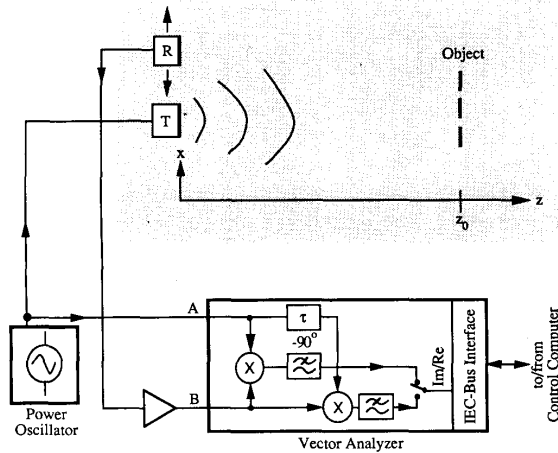 R
Object
T
x
z
z0
A
τ
-90°
X
Im/Re
IEC-Bus Interface
to/from
Control Computer
B
X
Power
Oscillator
Vector Analyzer